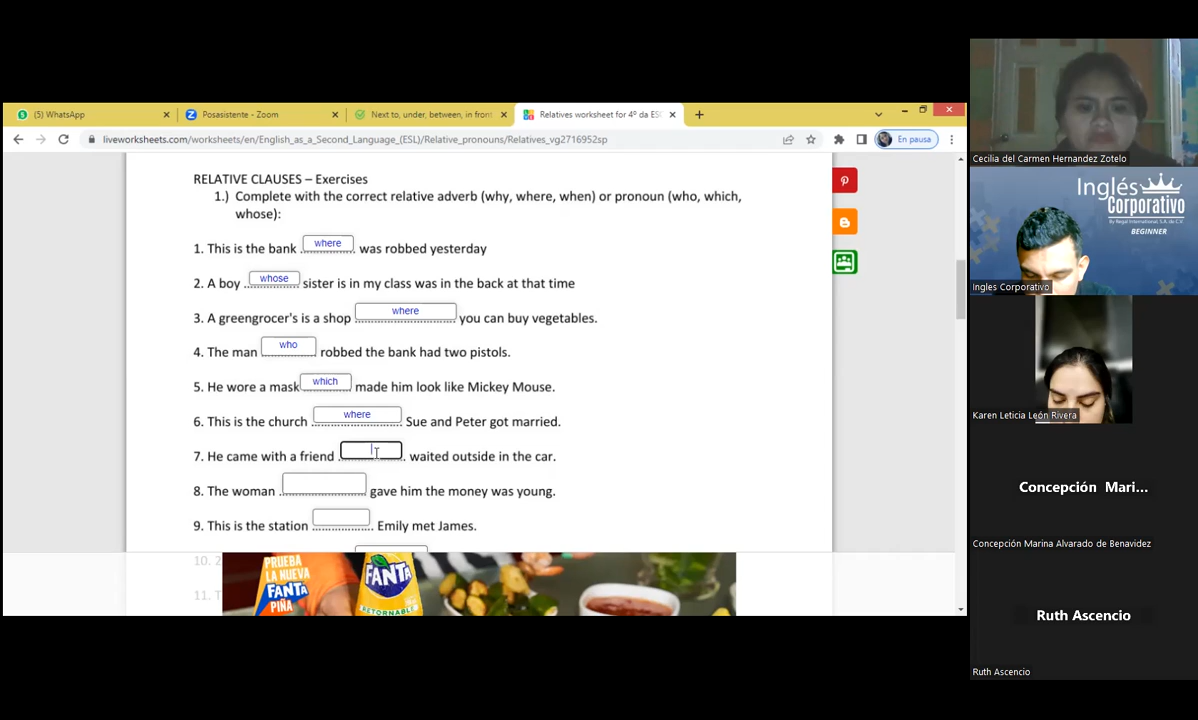 (5) WhatsApp
Posasistente - Zoom
Next to, under, between, in front
Relatives worksheet for 4º da ESO
liveworksheets.com/worksheets/en/English_as_a_Second_Language_(ESL)/Relative_pronouns/Relatives_vg2716952sp
En pausa
RELATIVE CLAUSES – Exercises
1.) Complete with the correct relative adverb (why, where, when) or pronoun (who, which,
whose):
1. This is the bank where was robbed yesterday
2. A boy whose sister is in my class was in the back at that time
3. A greengrocer's is a shop where you can buy vegetables.
4. The man who robbed the bank had two pistols.
5. He wore a mask which made him look like Mickey Mouse.
6. This is the church where Sue and Peter got married.
7. He came with a friend waited outside in the car.
8. The woman gave him the money was young.
9. This is the station Emily met James.
10. 2
11. T
PRUEBA
LA NUEVA
FANTA
PIÑA
FANTA
RETORNABLE
Cecilia del Carmen Hernandez Zotelo
Inglés
Corporativo
By Regal International, S.A. de C.V.
BEGINNER
Ingles Corporativo
Karen Leticia León Rivera
Concepción Mari...
Concepción Marina Alvarado de Benavidez
Ruth Ascencio
Ruth Ascencio